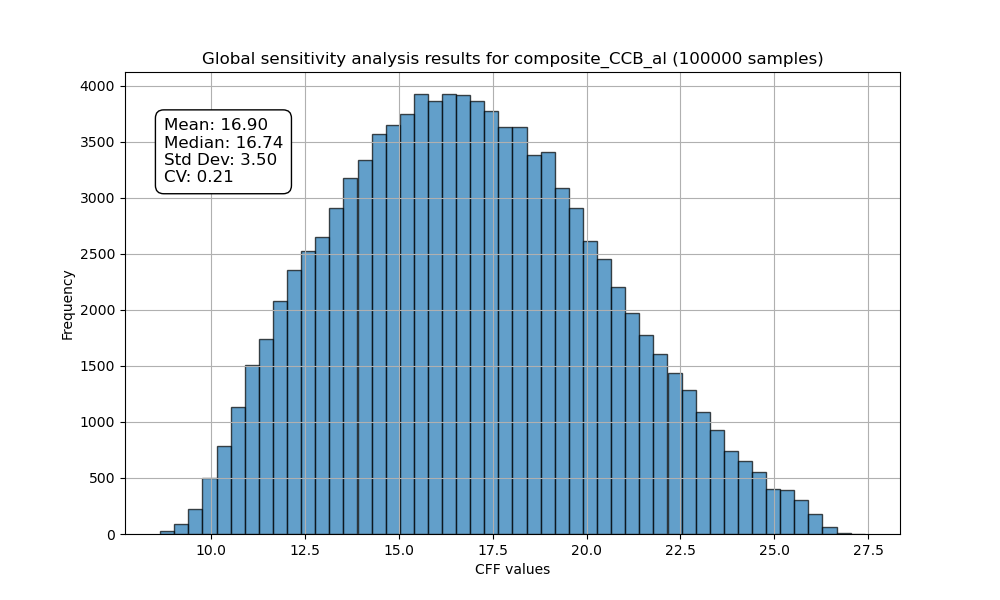 Global sensitivity analysis results for composite_CCB_al (100000 samples)
4000
3500
3000
2500
2000
1500
1000
500
0
Frequency
Mean: 16.90
Median: 16.74
Std Dev: 3.50
CV: 0.21
10.0 12.5 15.0 17.5 20.0 22.5 25.0 27.5
CFF values